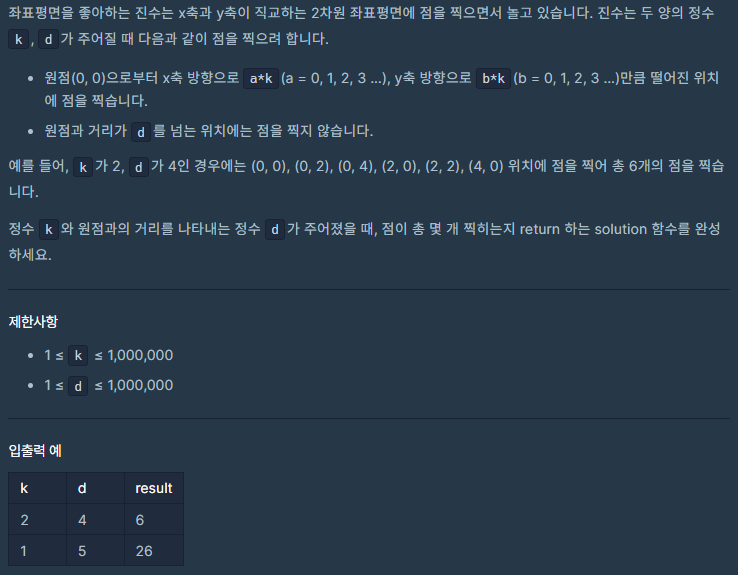 좌표평면을 좋아하는 진수는 x축과 y축이 직교하는 2차원 좌표평면에 점을 찍으면서 놀고 있습니다. 진수는 두 양의 정수
k, d가 주어질 때 다음과 같이 점을 찍으려 합니다.
• 원점(0, 0)으로부터 x축 방향으로 a*k(a = 0, 1, 2, 3 ...), y축 방향으로 b*k(b = 0, 1, 2, 3 ...)만큼 떨어진 위치
에 점을 찍습니다.
• 원점과 거리가 d를 넘는 위치에는 점을 찍지 않습니다.
예를 들어, k가 2, d가 4인 경우에는 (0, 0), (0, 2), (0, 4), (2, 0), (2, 2), (4, 0) 위치에 점을 찍어 총 6개의 점을 찍습
니다.
정수 k와 원점과의 거리를 나타내는 정수 d가 주어졌을 때, 점이 총 몇 개 찍히는지 return 하는 solution 함수를 완성
하세요.
제한사항
• 1 ≤ k ≤ 1,000,000
• 1 ≤ d ≤ 1,000,000
입출력 예
k d result
2 4 6
1 5 26